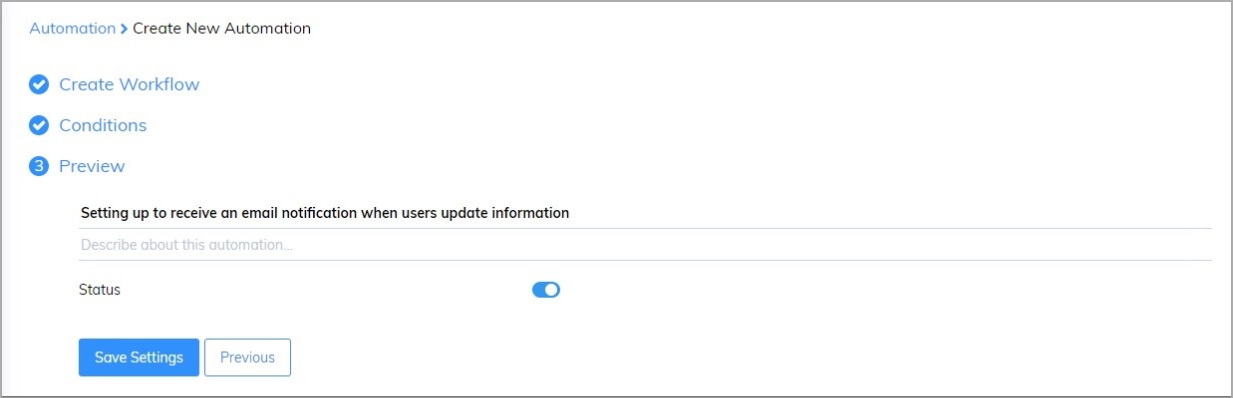 Automation > Create New Automation
Create Workflow
Conditions
3 Preview
Setting up to receive an email notification when users update information
Describe about this automation...
Status
Save Settings Previous